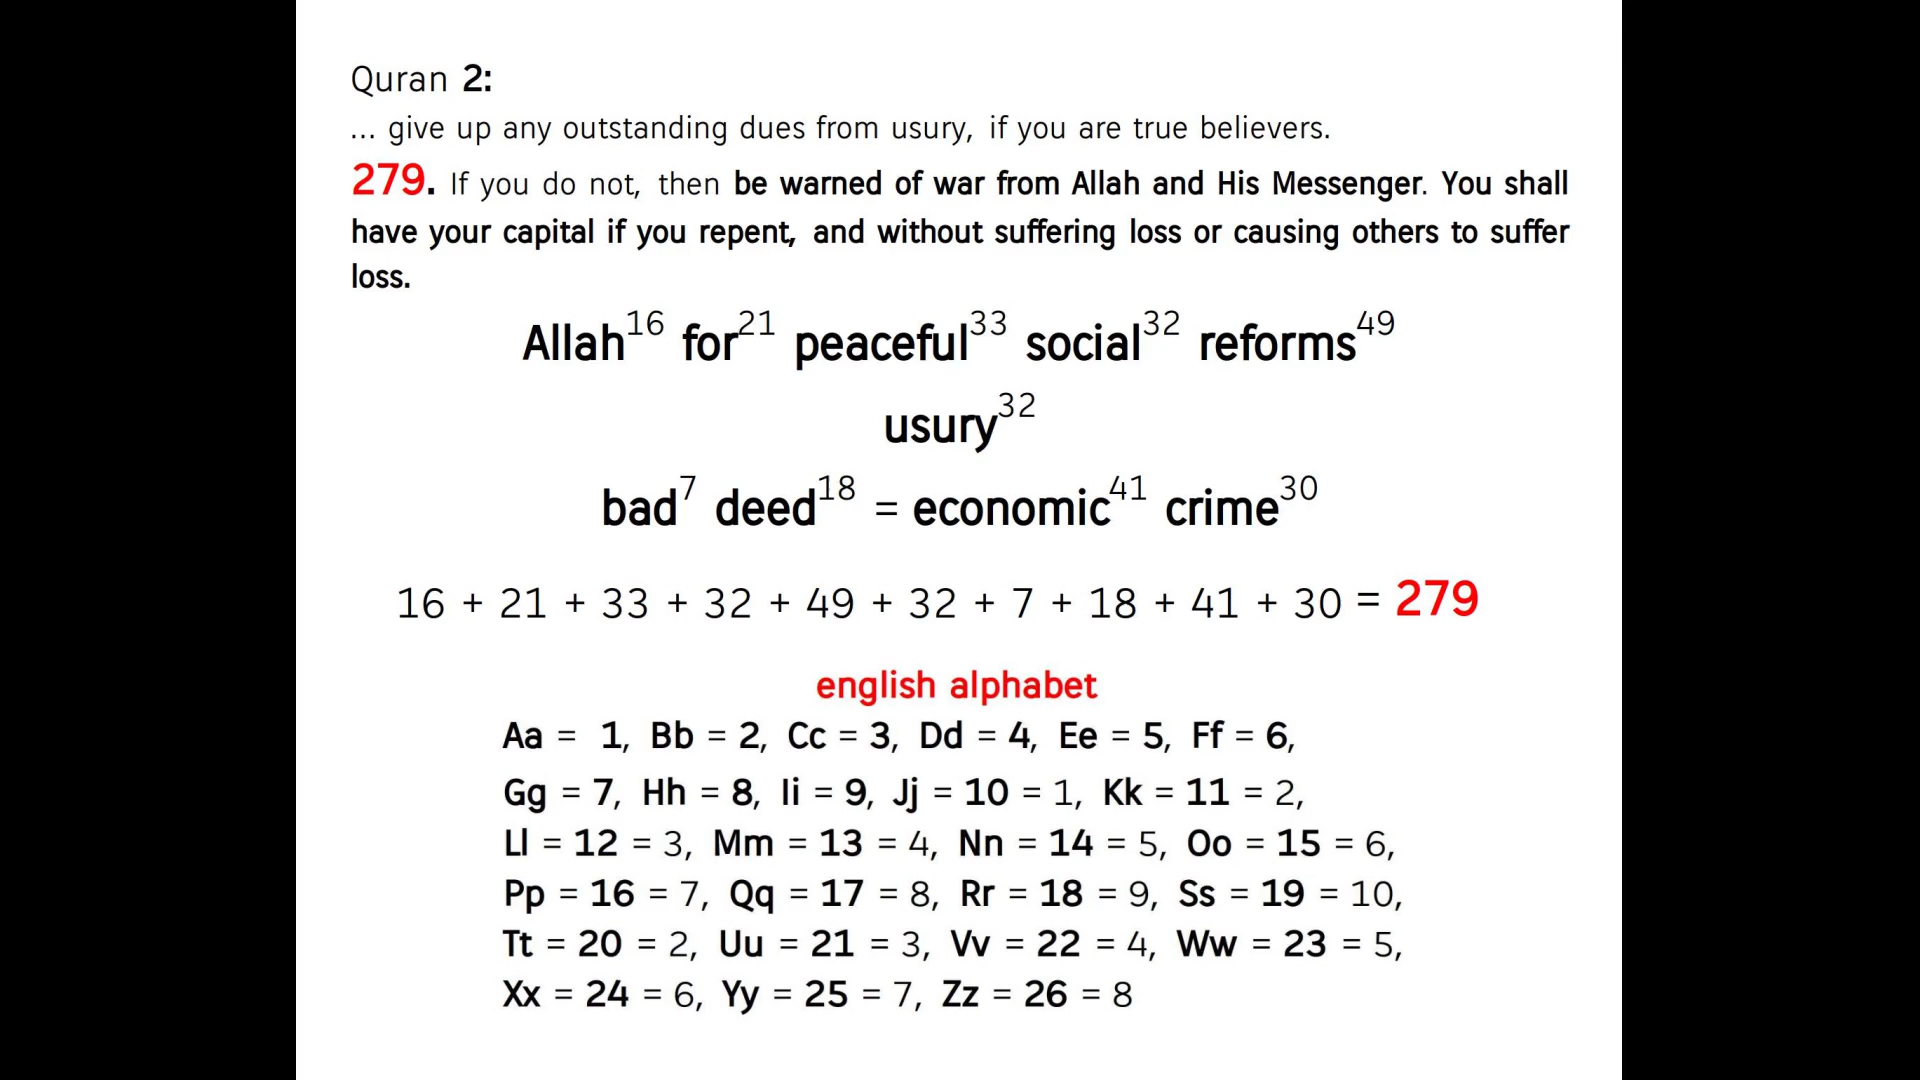 Quran 2:
... give up any outstanding dues from usury, if you are true believers.
279. If you do not, then be warned of war from Allah and His Messenger. You shall
have your capital if you repent, and without suffering loss or causing others to suffer
loss.
Allah16 for21 peaceful33 social32 reforms49
usury32
bad7 deed18 = economic41 crime30
16 + 21 + 33 + 32 + 49 + 32 + 7 + 18 + 41 + 30 = 279
english alphabet
Aa = 1, Bb = 2, Cc = 3, Dd = 4, Ee = 5, Ff = 6,
Gg = 7, Hh = 8, Ii = 9, Jj = 10 = 1, Kk = 11 = 2,
Ll = 12 = 3, Mm = 13 = 4, Nn = 14 = 5, Oo = 15 = 6,
Pp = 16 = 7, Qq = 17 = 8, Rr = 18 = 9, Ss = 19 = 10,
Tt = 20 = 2, Uu = 21 = 3, Vv = 22 = 4, Ww = 23 = 5,
Xx = 24 = 6, Yy = 25 = 7, Zz = 26 = 8